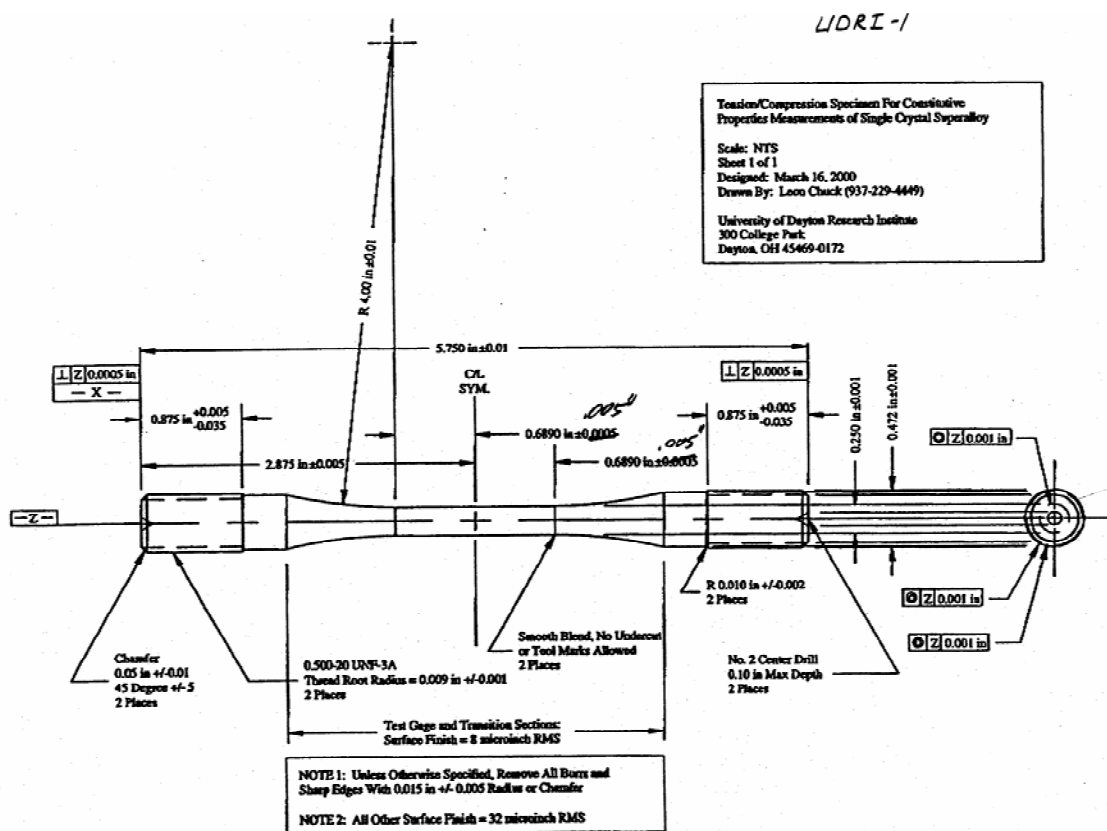 UDRI-1
Tension/Compression Specimen For Constitutive
Properties Measurements of Single Crystal Superalloy
Scale: NTS
Sheet 1 of 1
Designed: March 16, 2000
Drawn By: Leon Chuck (937-229-4449)
University of Dayton Research Institute
300 College Park
Dayton, OH 45469-0172
R 4.00 in±0.01
5.750 in±0.01
⊥ Z 0.0005 in
— X —
C/L
SYM.
⊥ Z 0.0005 in
0.875 in +0.005
-0.035
.005"
0.6890 in±0.0005
.005"
0.6890 in±0.0005
0.875 in +0.005
-0.035
0.250 in±0.001
0.472 in±0.001
◎ Z 0.001 in
2.875 in±0.005
—Z—
R 0.010 in +/-0.002
2 Places
◎ Z 0.001 in
◎ Z 0.001 in
Chamfer
0.05 in +/-0.01
45 Degree +/- 5
2 Places
0.500-20 UNF-3A
Thread Root Radius = 0.009 in +/-0.001
2 Places
Smooth Blend, No Undercut
or Tool Marks Allowed
2 Places
No. 2 Center Drill
0.10 in Max Depth
2 Places
Test Gage and Transition Sections:
Surface Finish = 8 microinch RMS
NOTE 1: Unless Otherwise Specified, Remove All Burrs and
Sharp Edges With 0.015 in +/- 0.005 Radius or Chamfer
NOTE 2: All Other Surface Finish = 32 microinch RMS